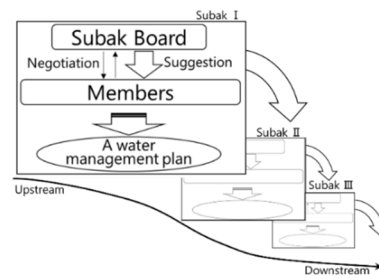 Subak Ⅰ
Subak Board
Negotiation
Suggestion
Members
A water
management plan
Subak Ⅱ
Subak Ⅲ
Upstream
Downstream